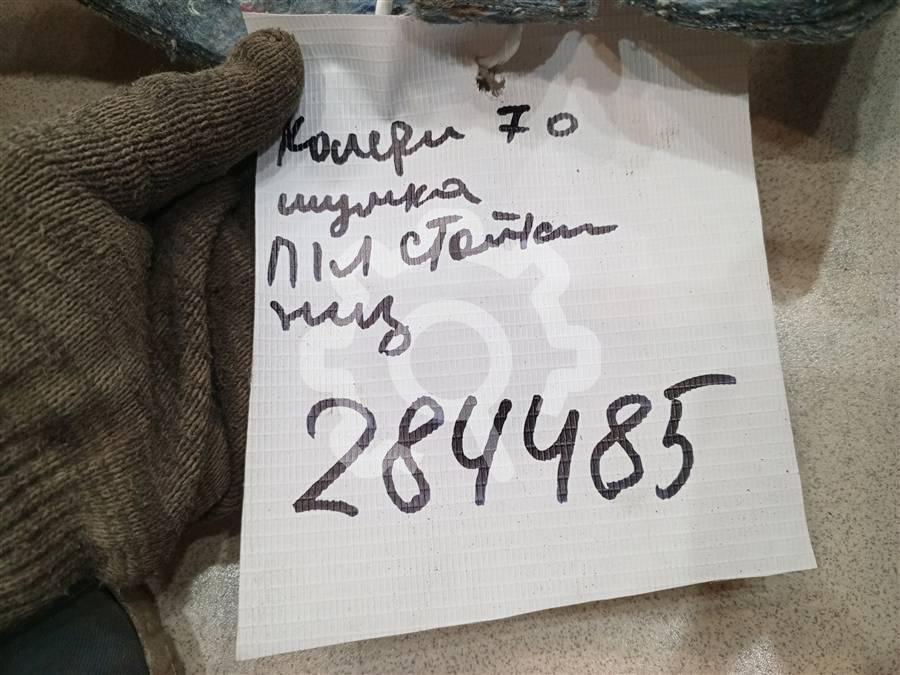 Камри 70
шумка
П/Л стойки
низ
284485